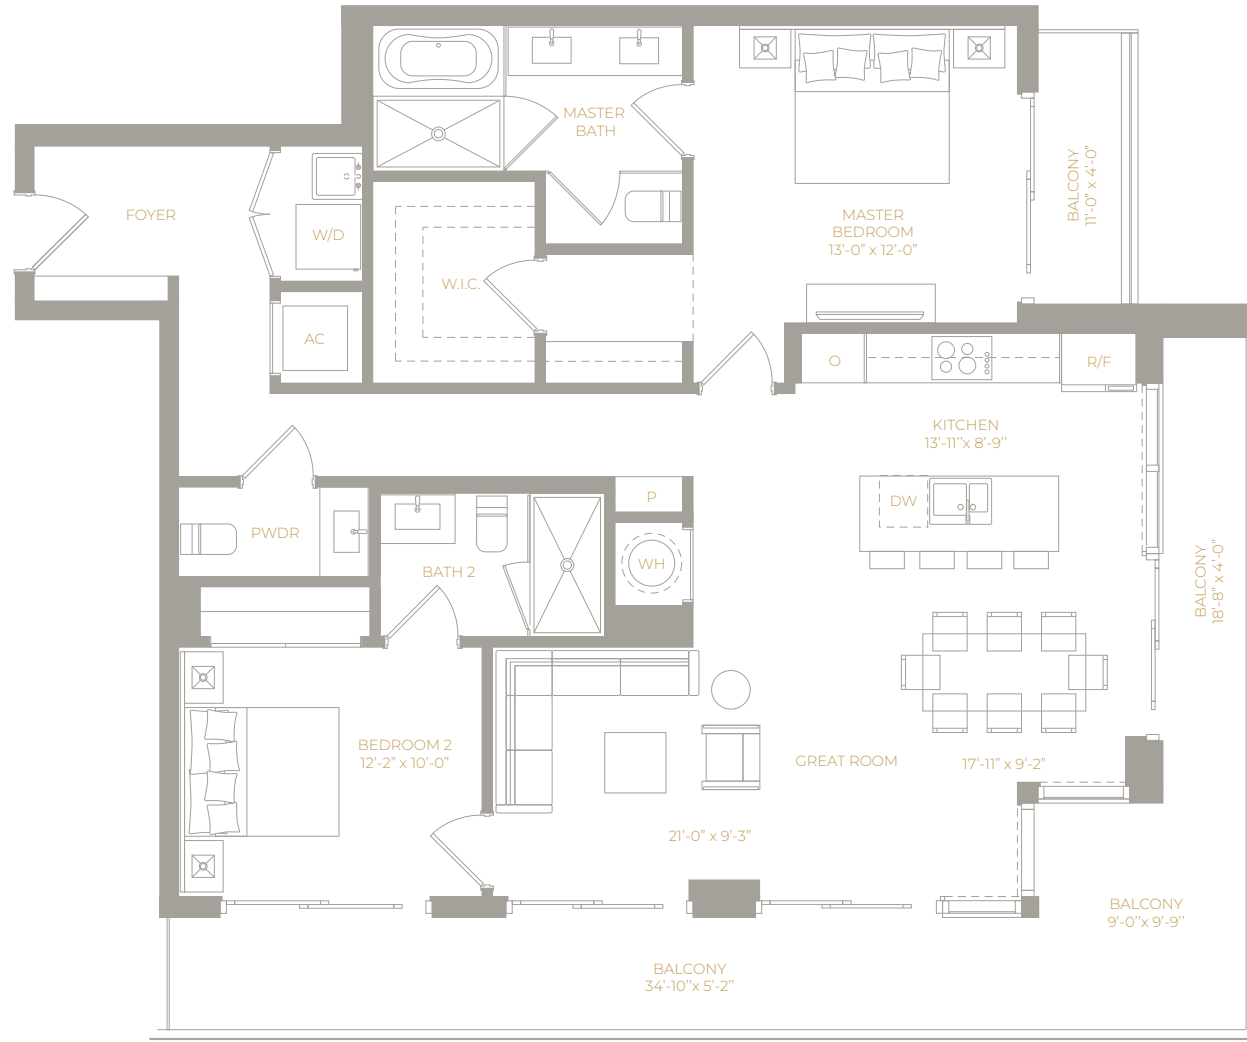 MASTER
BATH
FOYER
W/D
MASTER
BEDROOM
13'-0” x 12'-0”
BALCONY
11'-0” x 4'-0”
W.I.C.
AC
O
R/F
KITCHEN
13'-11’’x 8'-9’’
P
DW
PWDR
BATH 2
WH
BALCONY
18'-8” x 4'-0”
BEDROOM 2
12'-2” x 10'-0”
GREAT ROOM
17'-11” x 9'-2”
21'-0” x 9'-3”
BALCONY
9'-0’’x 9'-9’’
BALCONY
34'-10’’x 5'-2’’